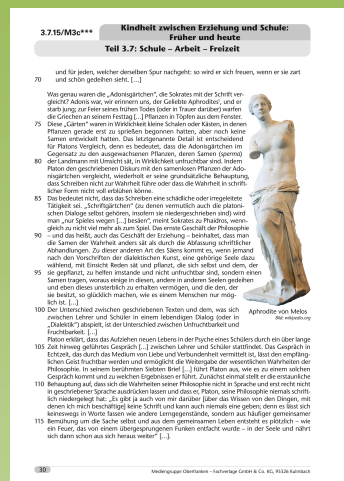 3.7.15/M3c***
Kindheit zwischen Erziehung und Schule:
Früher und heute
Teil 3.7: Schule – Arbeit – Freizeit
und für jeden, welcher derselben Spur nachgeht: so wird er sich freuen, wenn er sie zart
70 und schön gedeihen sieht. […]
Was genau waren die „Adonisgärtchen“, die Sokrates mit der Schrift ver-
gleicht? Adonis war, wir erinnern uns, der Geliebte Aphrodites', und er
starb jung; zur Feier seines frühen Todes (oder in Trauer darüber) warfen
die Griechen an seinem Festtag […] Pflanzen in Töpfen aus dem Fenster.
75 Diese „Gärten“ waren in Wirklichkeit kleine Schalen oder Kästen, in denen
Pflanzen gerade erst zu sprießen begonnen hatten, aber noch keine
Samen entwickelt hatten. Das letztgenannte Detail ist entscheidend
für Platons Vergleich, denn es bedeutet, dass die Adonisgärtchen im
Gegensatz zu den ausgewachsenen Pflanzen, deren Samen (sperma)
80 der Landmann mit Umsicht sät, in Wirklichkeit unfruchtbar sind. Indem
Platon den geschriebenen Diskurs mit den samenlosen Pflanzen der Ado-
nisgärtchen vergleicht, wiederholt er seine grundsätzliche Behauptung,
dass Schreiben nicht zur Wahrheit führe oder dass die Wahrheit in schrift-
licher Form nicht voll erblühen könne.
85 Das bedeutet nicht, dass das Schreiben eine schädliche oder irregeleitete
Tätigkeit sei. „Schriftgärtchen“ (zu denen vermutlich auch die platoni-
schen Dialoge selbst gehören, insofern sie niedergeschrieben sind) wird
man „nur Spieles wegen […] besäen“, meint Sokrates zu Phaidros, wenn-
gleich zu nicht viel mehr als zum Spiel. Das ernste Geschäft der Philosophie
90 – und das heißt, auch das Geschäft der Erziehung – beinhaltet, dass man
die Samen der Wahrheit anders sät als durch die Abfassung schriftlicher
Abhandlungen. Zu dieser anderen Art des Säens kommt es, wenn jemand
nach den Vorschriften der dialektischen Kunst, eine gehörige Seele dazu
wählend, mit Einsicht Reden sät und pflanzt, die sich selbst und dem, der
95 sie gepflanzt, zu helfen imstande und nicht unfruchtbar sind, sondern einen
Samen tragen, woraus einige in diesen, andere in anderen Seelen gedeihen
und eben dieses unsterblich zu erhalten vermögen, und die den, der
sie besitzt, so glücklich machen, wie es einem Menschen nur mög-
lich ist. […]
100 Der Unterschied zwischen geschriebenen Texten und dem, was sich
zwischen Lehrer und Schüler in einem lebendigen Dialog (oder in
„Dialektik“) abspielt, ist der Unterschied zwischen Unfruchtbarkeit und
Fruchtbarkeit. […]
Aphrodite von Melos
Bild: wikipedia.org
Platon erklärt, dass das Aufziehen neuen Lebens in der Psyche eines Schülers durch ein über lange
105 Zeit hinweg geführtes Gespräch […] zwischen Lehrer und Schüler stattfindet. Das Gespräch in
Echtzeit, das durch das Medium von Liebe und Verbundenheit vermittelt ist, lässt den empfäng-
lichen Geist fruchtbar werden und ermöglicht die Weitergabe der wesentlichen Wahrheiten der
Philosophie. In seinem berühmten Siebten Brief […] führt Platon aus, wie es zu einem solchen
Gespräch kommt und zu welchen Ergebnissen er führt. Zunächst einmal stellt er die erstaunliche
110 Behauptung auf, dass sich die Wahrheiten seiner Philosophie nicht in Sprache und erst recht nicht
in geschriebener Sprache ausdrücken lassen und dass er, Platon, seine Philosophie niemals schrift-
lich niedergelegt hat: „Es gibt ja auch von mir darüber [über das Wissen von den Dingen, mit
denen ich mich beschäftige] keine Schrift und kann auch niemals eine geben; denn es lässt sich
keineswegs in Worte fassen wie andere Lerngegenstände, sondern aus häufiger gemeinsamer
115 Bemühung um die Sache selbst und aus dem gemeinsamen Leben entsteht es plötzlich – wie
ein Feuer, das von einem übergesprungenen Funken entfacht wurde – in der Seele und nährt
sich dann schon aus sich heraus weiter“ […].
30
Mediengruppe Oberfranken – Fachverlage GmbH & Co. KG, 95326 Kulmbach